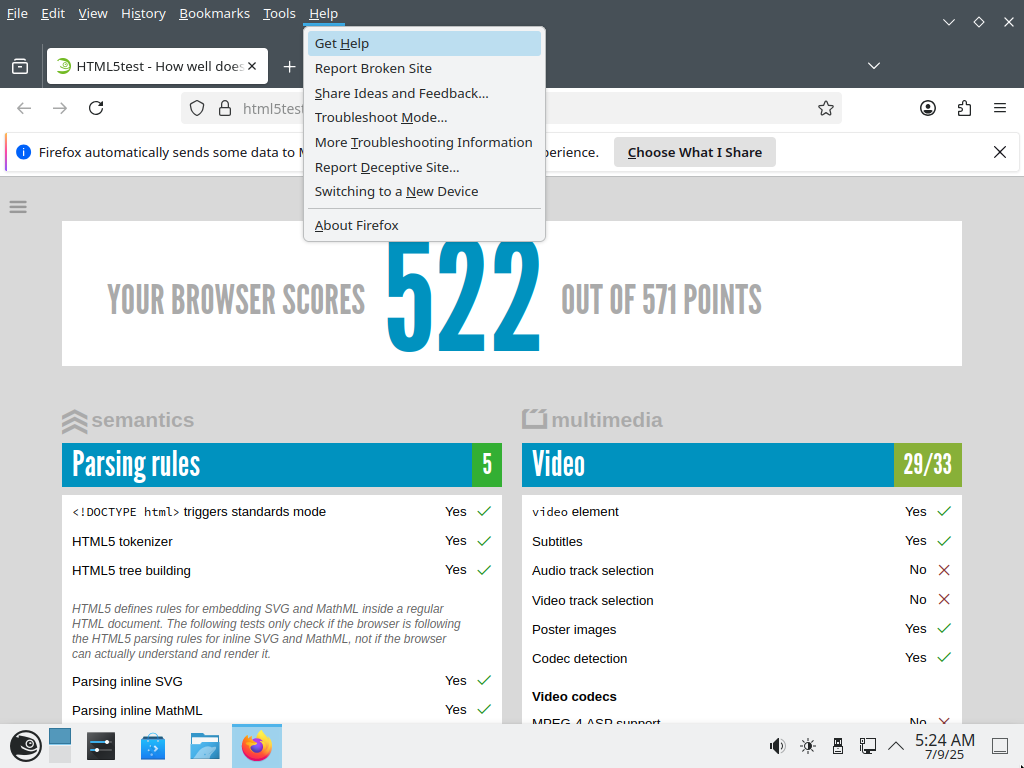 File Edit View History Bookmarks Tools Help
HTML5test - How well does
html5test
Get Help
Report Broken Site
Share Ideas and Feedback...
Troubleshoot Mode...
More Troubleshooting Information
Report Deceptive Site...
Switching to a New Device
About Firefox
Firefox automatically sends some data to perience. Choose What I Share
YOUR BROWSER SCORES 522 OUT OF 571 POINTS
semantics
Parsing rules 5
<!DOCTYPE html> triggers standards mode Yes
HTML5 tokenizer Yes
HTML5 tree building Yes
HTML5 defines rules for embedding SVG and MathML inside a regular
HTML document. The following tests only check if the browser is following
the HTML5 parsing rules for inline SVG and MathML, not if the browser
can actually understand and render it.
Parsing inline SVG Yes
Parsing inline MathML Yes
multimedia
Video 29/33
video element Yes
Subtitles Yes
Audio track selection No
Video track selection No
Poster images Yes
Codec detection Yes
Video codecs
MPEG-4 ASP support No
5:24 AM
7/9/25